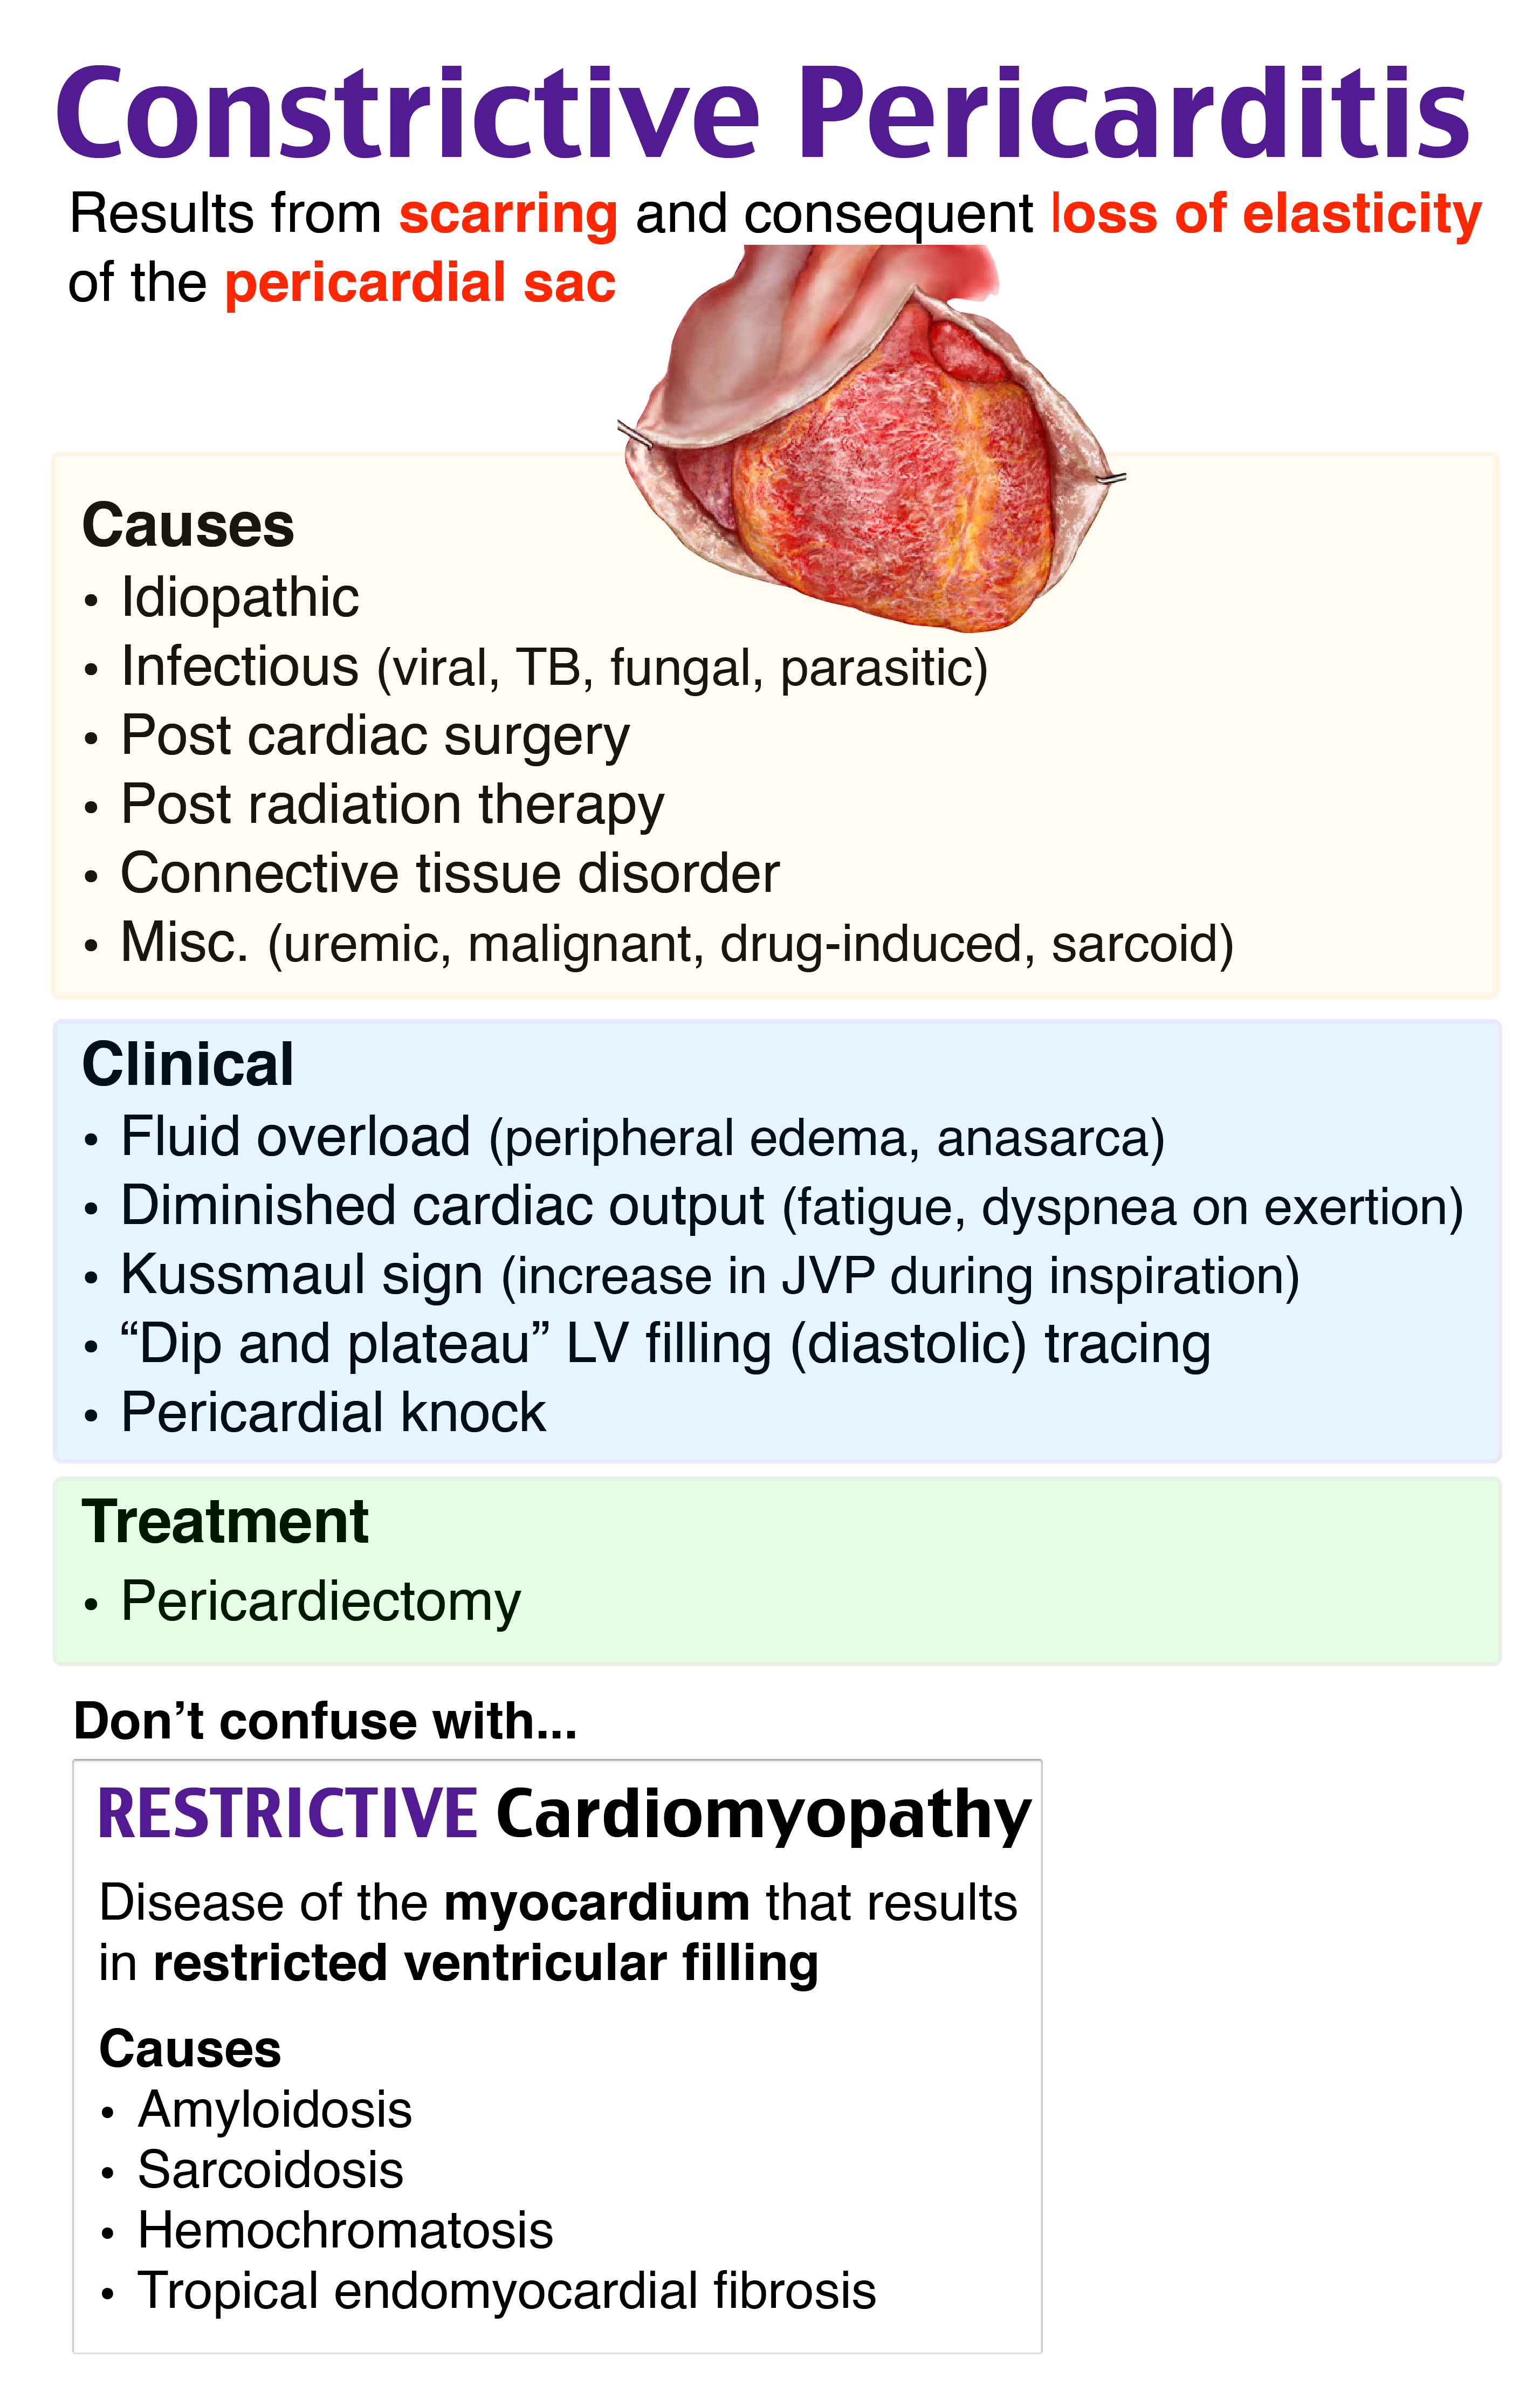 Constrictive Pericarditis
Results from scarring and consequent loss of elasticity
of the pericardial sac
Causes
• Idiopathic
• Infectious (viral, TB, fungal, parasitic)
• Post cardiac surgery
• Post radiation therapy
• Connective tissue disorder
• Misc. (uremic, malignant, drug-induced, sarcoid)
Clinical
• Fluid overload (peripheral edema, anasarca)
• Diminished cardiac output (fatigue, dyspnea on exertion)
• Kussmaul sign (increase in JVP during inspiration)
• “Dip and plateau” LV filling (diastolic) tracing
• Pericardial knock
Treatment
• Pericardiectomy
Don’t confuse with...
RESTRICTIVE Cardiomyopathy
Disease of the myocardium that results
in restricted ventricular filling
Causes
• Amyloidosis
• Sarcoidosis
• Hemochromatosis
• Tropical endomyocardial fibrosis